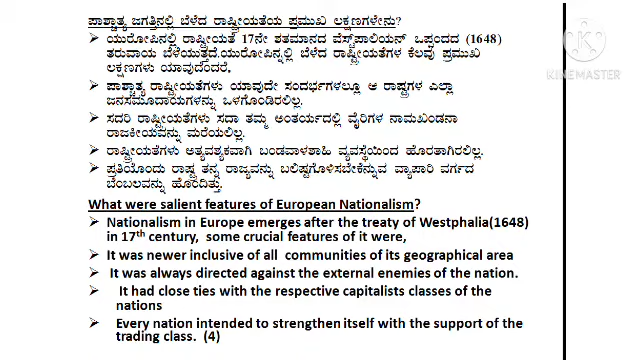 ಪಾಶ್ಚಾತ್ಯ ಜಗತ್ತಿನಲ್ಲಿ ಬೆಳೆದ ರಾಷ್ಟ್ರೀಯತೆಯ ಪ್ರಮುಖ ಲಕ್ಷಣಗಳೇನು?
➢ ಯುರೋಪಿನಲ್ಲಿ ರಾಷ್ಟ್ರೀಯತೆ 17ನೇ ಶತಮಾನದ ವೆಸ್ಟ್‌ಪಾಲಿಯನ್ ಒಪ್ಪಂದದ (1648)
ತರುವಾಯ ಬೆಳೆಯುತ್ತದೆ.ಯುರೋಪಿನ್ನಲ್ಲಿ ಬೆಳೆದ ರಾಷ್ಟ್ರೀಯತೆಗಳ ಕೆಲವು ಪ್ರಮುಖ
ಲಕ್ಷಣಗಳು ಯಾವುದೆಂದರೆ,
➢ ಪಾಶ್ಚಾತ್ಯ ರಾಷ್ಟ್ರೀಯತೆಗಳು ಯಾವುದೇ ಸಂದರ್ಭಗಳಲ್ಲೂ ಆ ರಾಷ್ಟ್ರಗಳ ಎಲ್ಲಾ
ಜನಸಮೂದಾಯಗಳನ್ನು ಒಳಗೊಂಡಿರಲಿಲ್ಲ.
➢ ಸದರಿ ರಾಷ್ಟ್ರೀಯತೆಗಳು ಸದಾ ತಮ್ಮ ಅಂತರ್ಯದಲ್ಲಿ ವೈರಿಗಳ ನಾಮಖಂಡನಾ
ರಾಜಕೀಯವನ್ನು ಮರೆಯಲಿಲ್ಲ.
➢ ರಾಷ್ಟ್ರೀಯತೆಗಳು ಅತ್ಯವಶ್ಯಕವಾಗಿ ಬಂಡವಾಳಶಾಹಿ ವ್ಯವಸ್ಥೆಯಿಂದ ಹೊರತಾಗಿರಲಿಲ್ಲ.
➢ ಪ್ರತಿಯೊಂದು ರಾಷ್ಟ್ರ ತನ್ನ ರಾಜ್ಯವನ್ನು ಬಲಿಷ್ಟಗೊಳಿಸಬೇಕೆನ್ನುವ ವ್ಯಾಪಾರಿ ವರ್ಗದ
ಬೆಂಬಲವನ್ನು ಹೊಂದಿತ್ತು.
What were salient features of European Nationalism?
➢ Nationalism in Europe emerges after the treaty of Westphalia(1648)
in 17th century, some crucial features of it were,
➢ It was newer inclusive of all communities of its geographical area
➢ It was always directed against the external enemies of the nation.
➢ It had close ties with the respective capitalists classes of the
nations
➢ Every nation intended to strengthen itself with the support of the
trading class. (4)
KINEMASTER